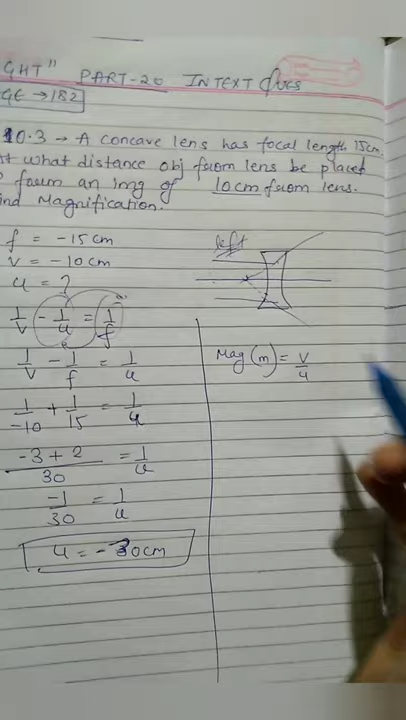 GHT" PART-20 INTEXT QUES
GE → 182
10.3 → A concave lens has focal length 15cm.
At what distance obj from lens be placed
form an img of 10cm from lens.
ind Magnification.
f = -15 cm
v = -10 cm
u = ?
1/v - 1/u = 1/f
1/v - 1/f = 1/u
1/-10 + 1/15 = 1/u
-3 + 2/30 = 1/u
-1/30 = 1/u
u = -30cm
left
Mag (m) = v/u